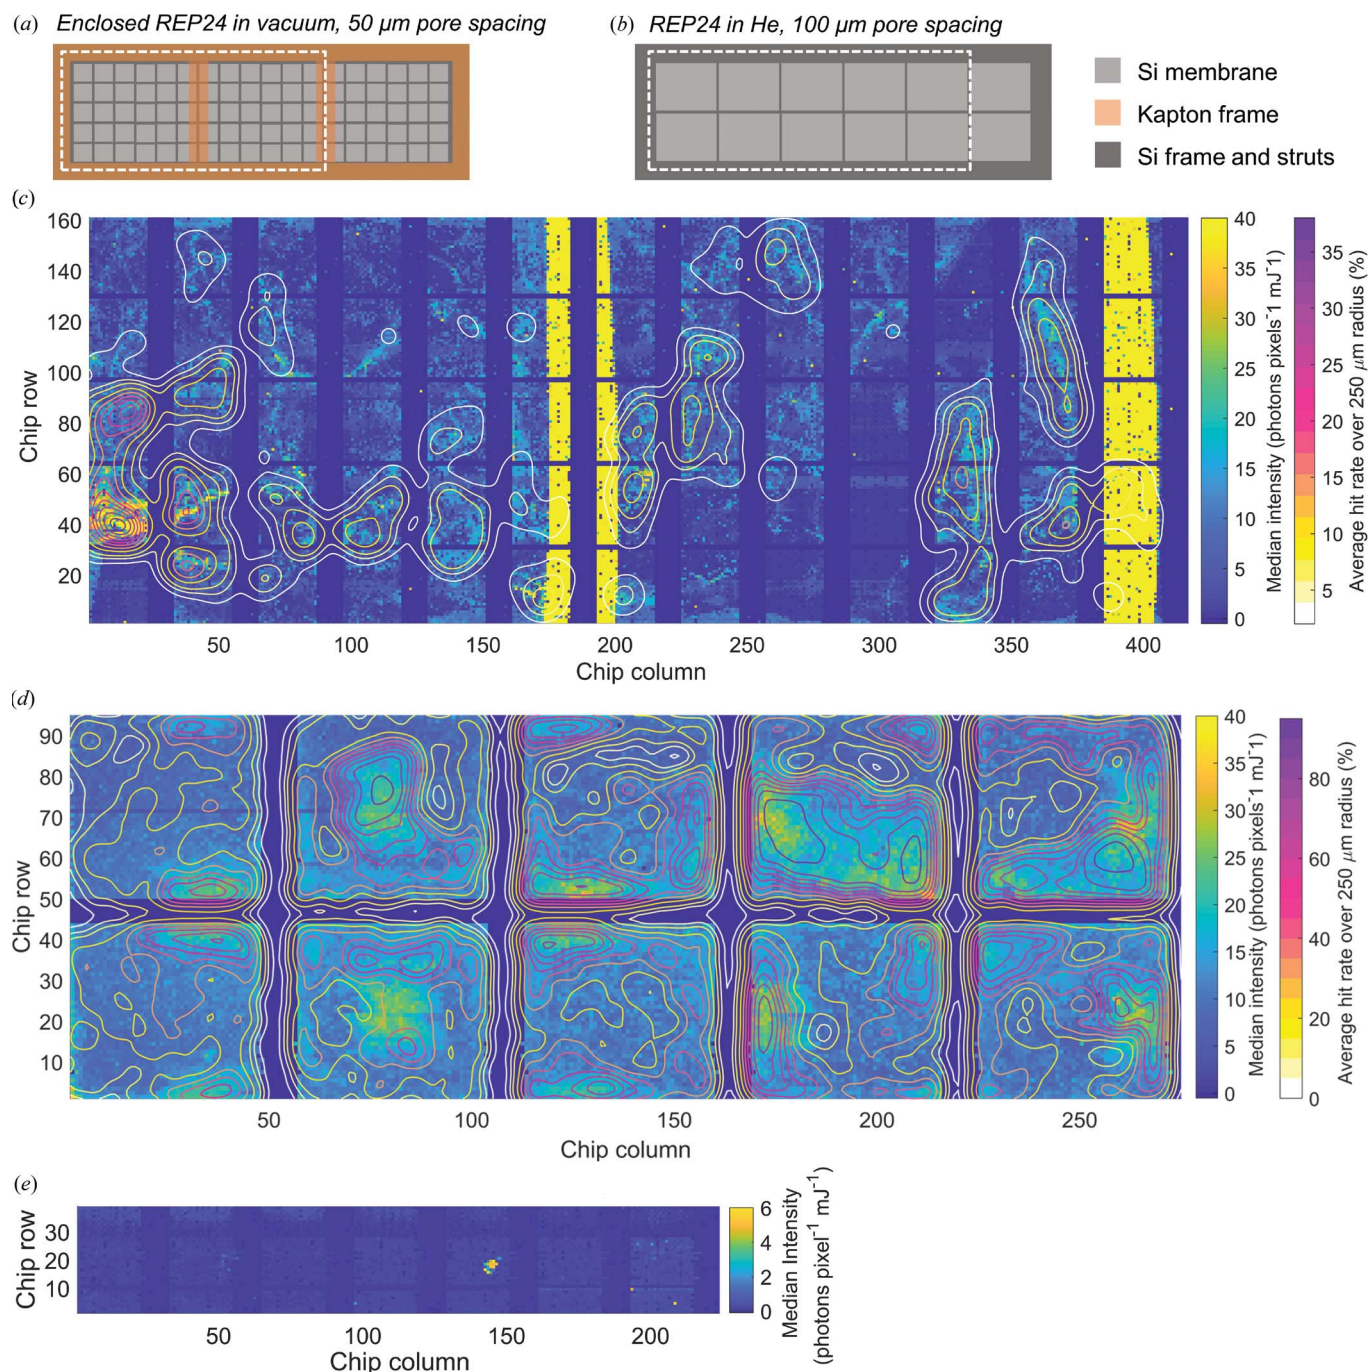 (a) Enclosed REP24 in vacuum, 50 µm pore spacing
(b) REP24 in He, 100 µm pore spacing
Si membrane
Kapton frame
Si frame and struts
(c)
160
140
120
100
80
60
40
20
Chip row
50 100 150 200 250 300 350 400
Chip column
40
35
30
25
20
15
10
5
0
Median intensity (photons pixels-1 mJ-1)
35
30
25
20
15
10
5
Average hit rate over 250 µm radius (%)
(d)
90
80
70
60
50
40
30
20
10
Chip row
50 100 150 200 250
Chip column
40
35
30
25
20
15
10
5
0
Median intensity (photons pixels-1 mJ-1)
80
60
40
20
0
Average hit rate over 250 µm radius (%)
(e)
30
20
10
Chip row
50 100 150 200
Chip column
6
4
2
0
Median Intensity
(photons pixel-1 mJ-1)